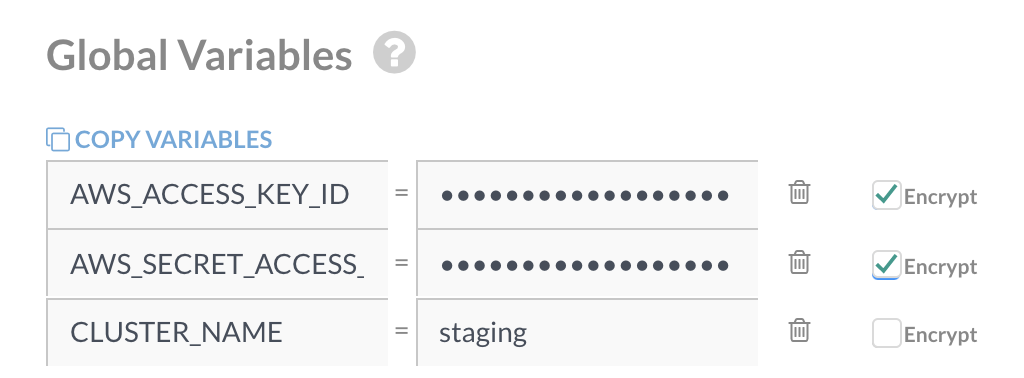 Global Variables ?
COPY VARIABLES
AWS_ACCESS_KEY_ID = •••••••••••••••••• Encrypt
AWS_SECRET_ACCESS_ = •••••••••••••••••• Encrypt
CLUSTER_NAME = staging Encrypt